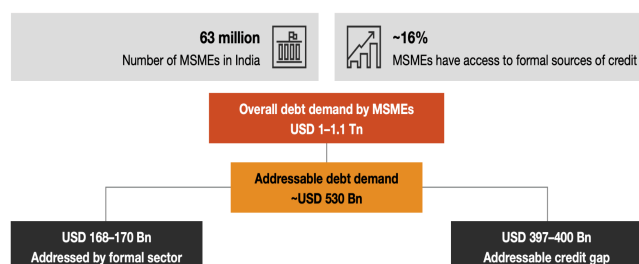 63 million
Number of MSMEs in India
~16%
MSMEs have access to formal sources of credit
Overall debt demand by MSMEs
USD 1–1.1 Tn
Addressable debt demand
~USD 530 Bn
USD 168–170 Bn
Addressed by formal sector
USD 397–400 Bn
Addressable credit gap